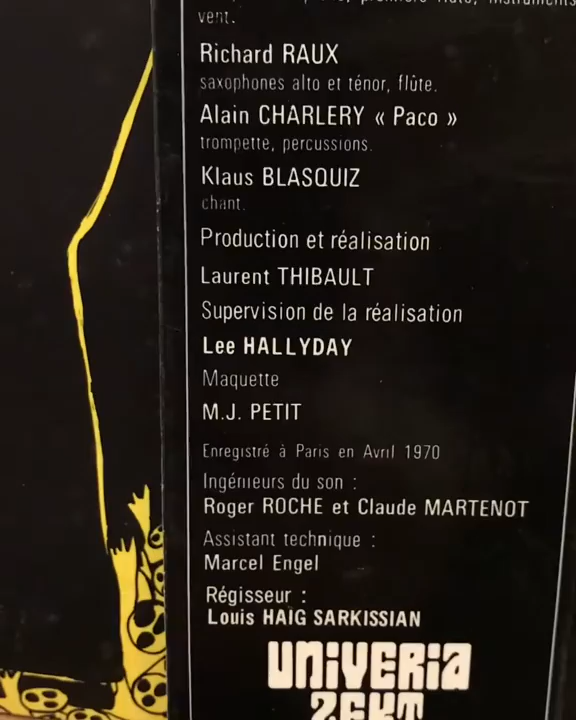 vent.
Richard RAUX
saxophones alto et ténor, flûte.
Alain CHARLERY « Paco »
trompette, percussions.
Klaus BLASQUIZ
chant.
Production et réalisation
Laurent THIBAULT
Supervision de la réalisation
Lee HALLYDAY
Maquette
M.J. PETIT
Enregistré à Paris en Avril 1970
Ingénieurs du son :
Roger ROCHE et Claude MARTENOT
Assistant technique :
Marcel Engel
Régisseur :
Louis HAIG SARKISSIAN
UNIVERIA
ZEKT